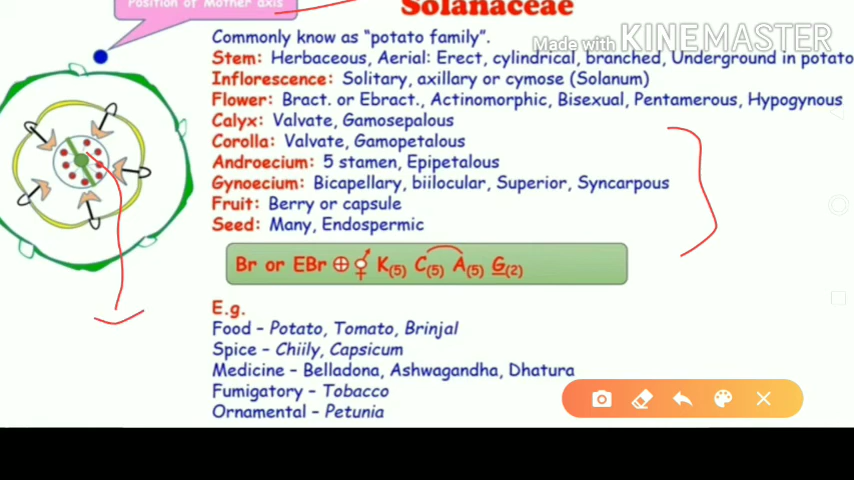 Position of Mother axis
Solanaceae
Made with KINEMASTER
Commonly know as "potato family".
Stem: Herbaceous, Aerial: Erect, cylindrical, branched, Underground in potato
Inflorescence: Solitary, axillary or cymose (Solanum)
Flower: Bract. or Ebract., Actinomorphic, Bisexual, Pentamerous, Hypogynous
Calyx: Valvate, Gamosepalous
Corolla: Valvate, Gamopetalous
Androecium: 5 stamen, Epipetalous
Gynoecium: Bicapellary, biilocular, Superior, Syncarpous
Fruit: Berry or capsule
Seed: Many, Endospermic
Br or EBr ⊕ ⚥ K(5) C(5) A(5) G(2)
E.g.
Food – Potato, Tomato, Brinjal
Spice – Chiily, Capsicum
Medicine – Belladona, Ashwagandha, Dhatura
Fumigatory – Tobacco
Ornamental – Petunia